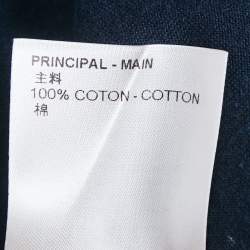 PRINCIPAL - MAIN
主料
100% COTON - COTTON
棉